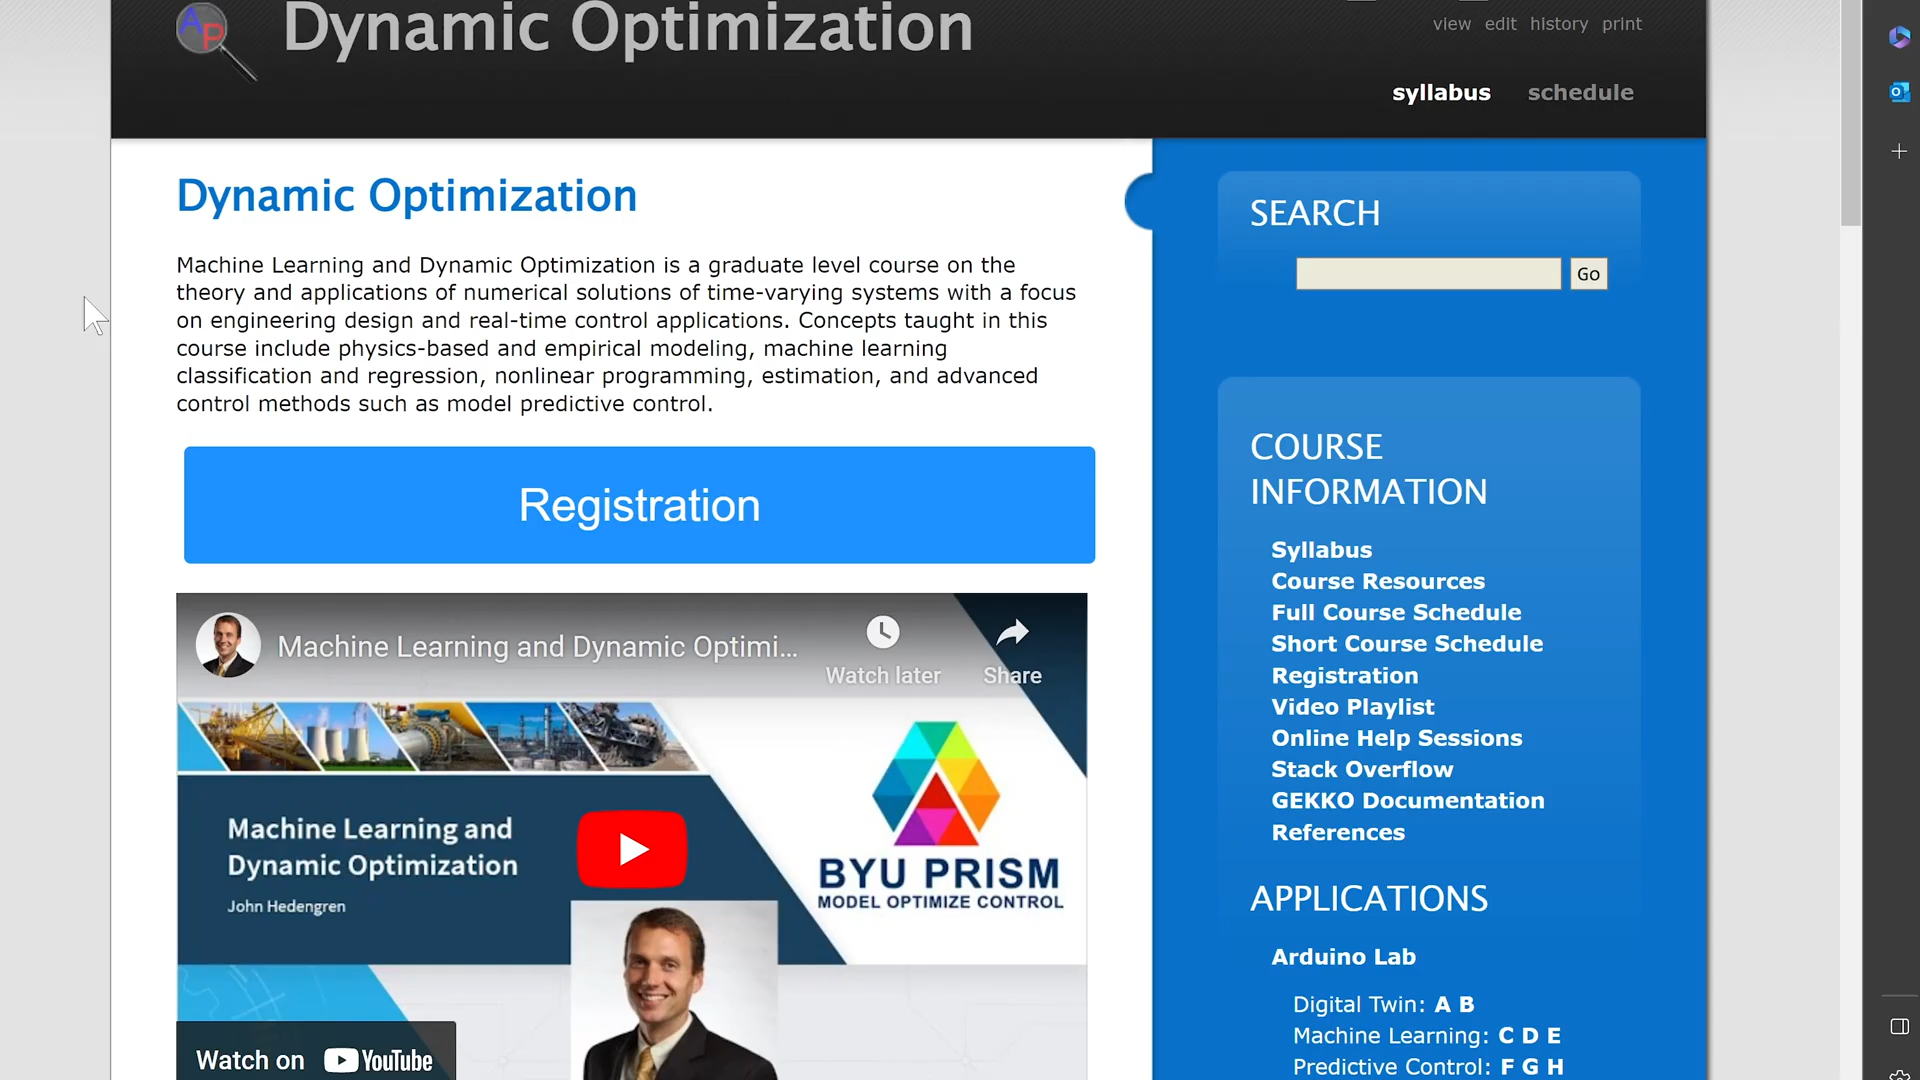 AP
Dynamic Optimization
view edit history print
syllabus schedule
Dynamic Optimization
Machine Learning and Dynamic Optimization is a graduate level course on the
theory and applications of numerical solutions of time-varying systems with a focus
on engineering design and real-time control applications. Concepts taught in this
course include physics-based and empirical modeling, machine learning
classification and regression, nonlinear programming, estimation, and advanced
control methods such as model predictive control.
Registration
Machine Learning and Dynamic Optimi...
Watch later
Share
Machine Learning and
Dynamic Optimization
John Hedengren
BYU PRISM
MODEL OPTIMIZE CONTROL
Watch on YouTube
SEARCH
Go
COURSE
INFORMATION
Syllabus
Course Resources
Full Course Schedule
Short Course Schedule
Registration
Video Playlist
Online Help Sessions
Stack Overflow
GEKKO Documentation
References
APPLICATIONS
Arduino Lab
Digital Twin: A B
Machine Learning: C D E
Predictive Control: F G H